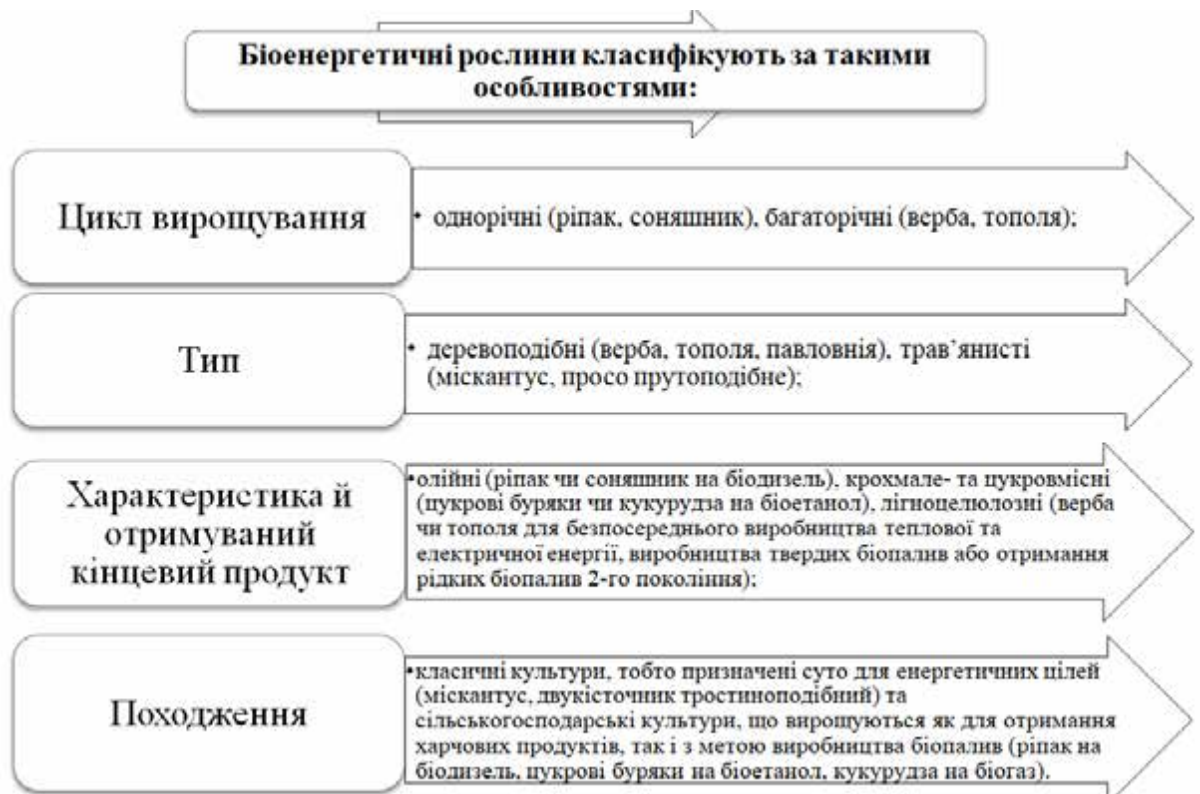 Біоенергетичні рослини класифікують за такими
особливостями:
Цикл вирощування
• однорічні (ріпак, соняшник), багаторічні (верба, тополя);
Тип
• деревоподібні (верба, тополя, павловнія), трав’янисті
(міскантус, просо прутоподібне);
Характеристика й
отримуваний
кінцевий продукт
•олійні (ріпак чи соняшник на біодизель), крохмале- та цукровмісні
(цукрові буряки чи кукурудза на біоетанол), лігноцелюлозні (верба
чи тополя для безпосереднього виробництва теплової та
електричної енергії, виробництва твердих біопалив або отримання
рідких біопалив 2-го покоління);
Походження
•класичні культури, тобто призначені суто для енергетичних цілей
(міскантус, двукісточник тростиноподібний) та
сільськогосподарські культури, що вирощуються як для отримання
харчових продуктів, так і з метою виробництва біопалив (ріпак на
біодизель, цукрові буряки на біоетанол, кукурудза на біогаз).